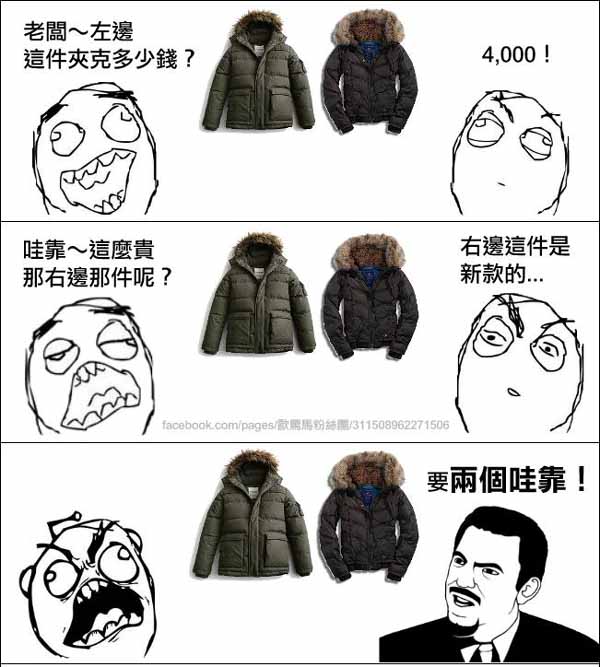 老闆～左邊
這件夾克多少錢？
4,000！
哇靠～這麼貴
那右邊那件呢？
右邊這件是
新款的...
facebook.com/pages/歐罵馬粉絲團/311508962271506
要兩個哇靠！